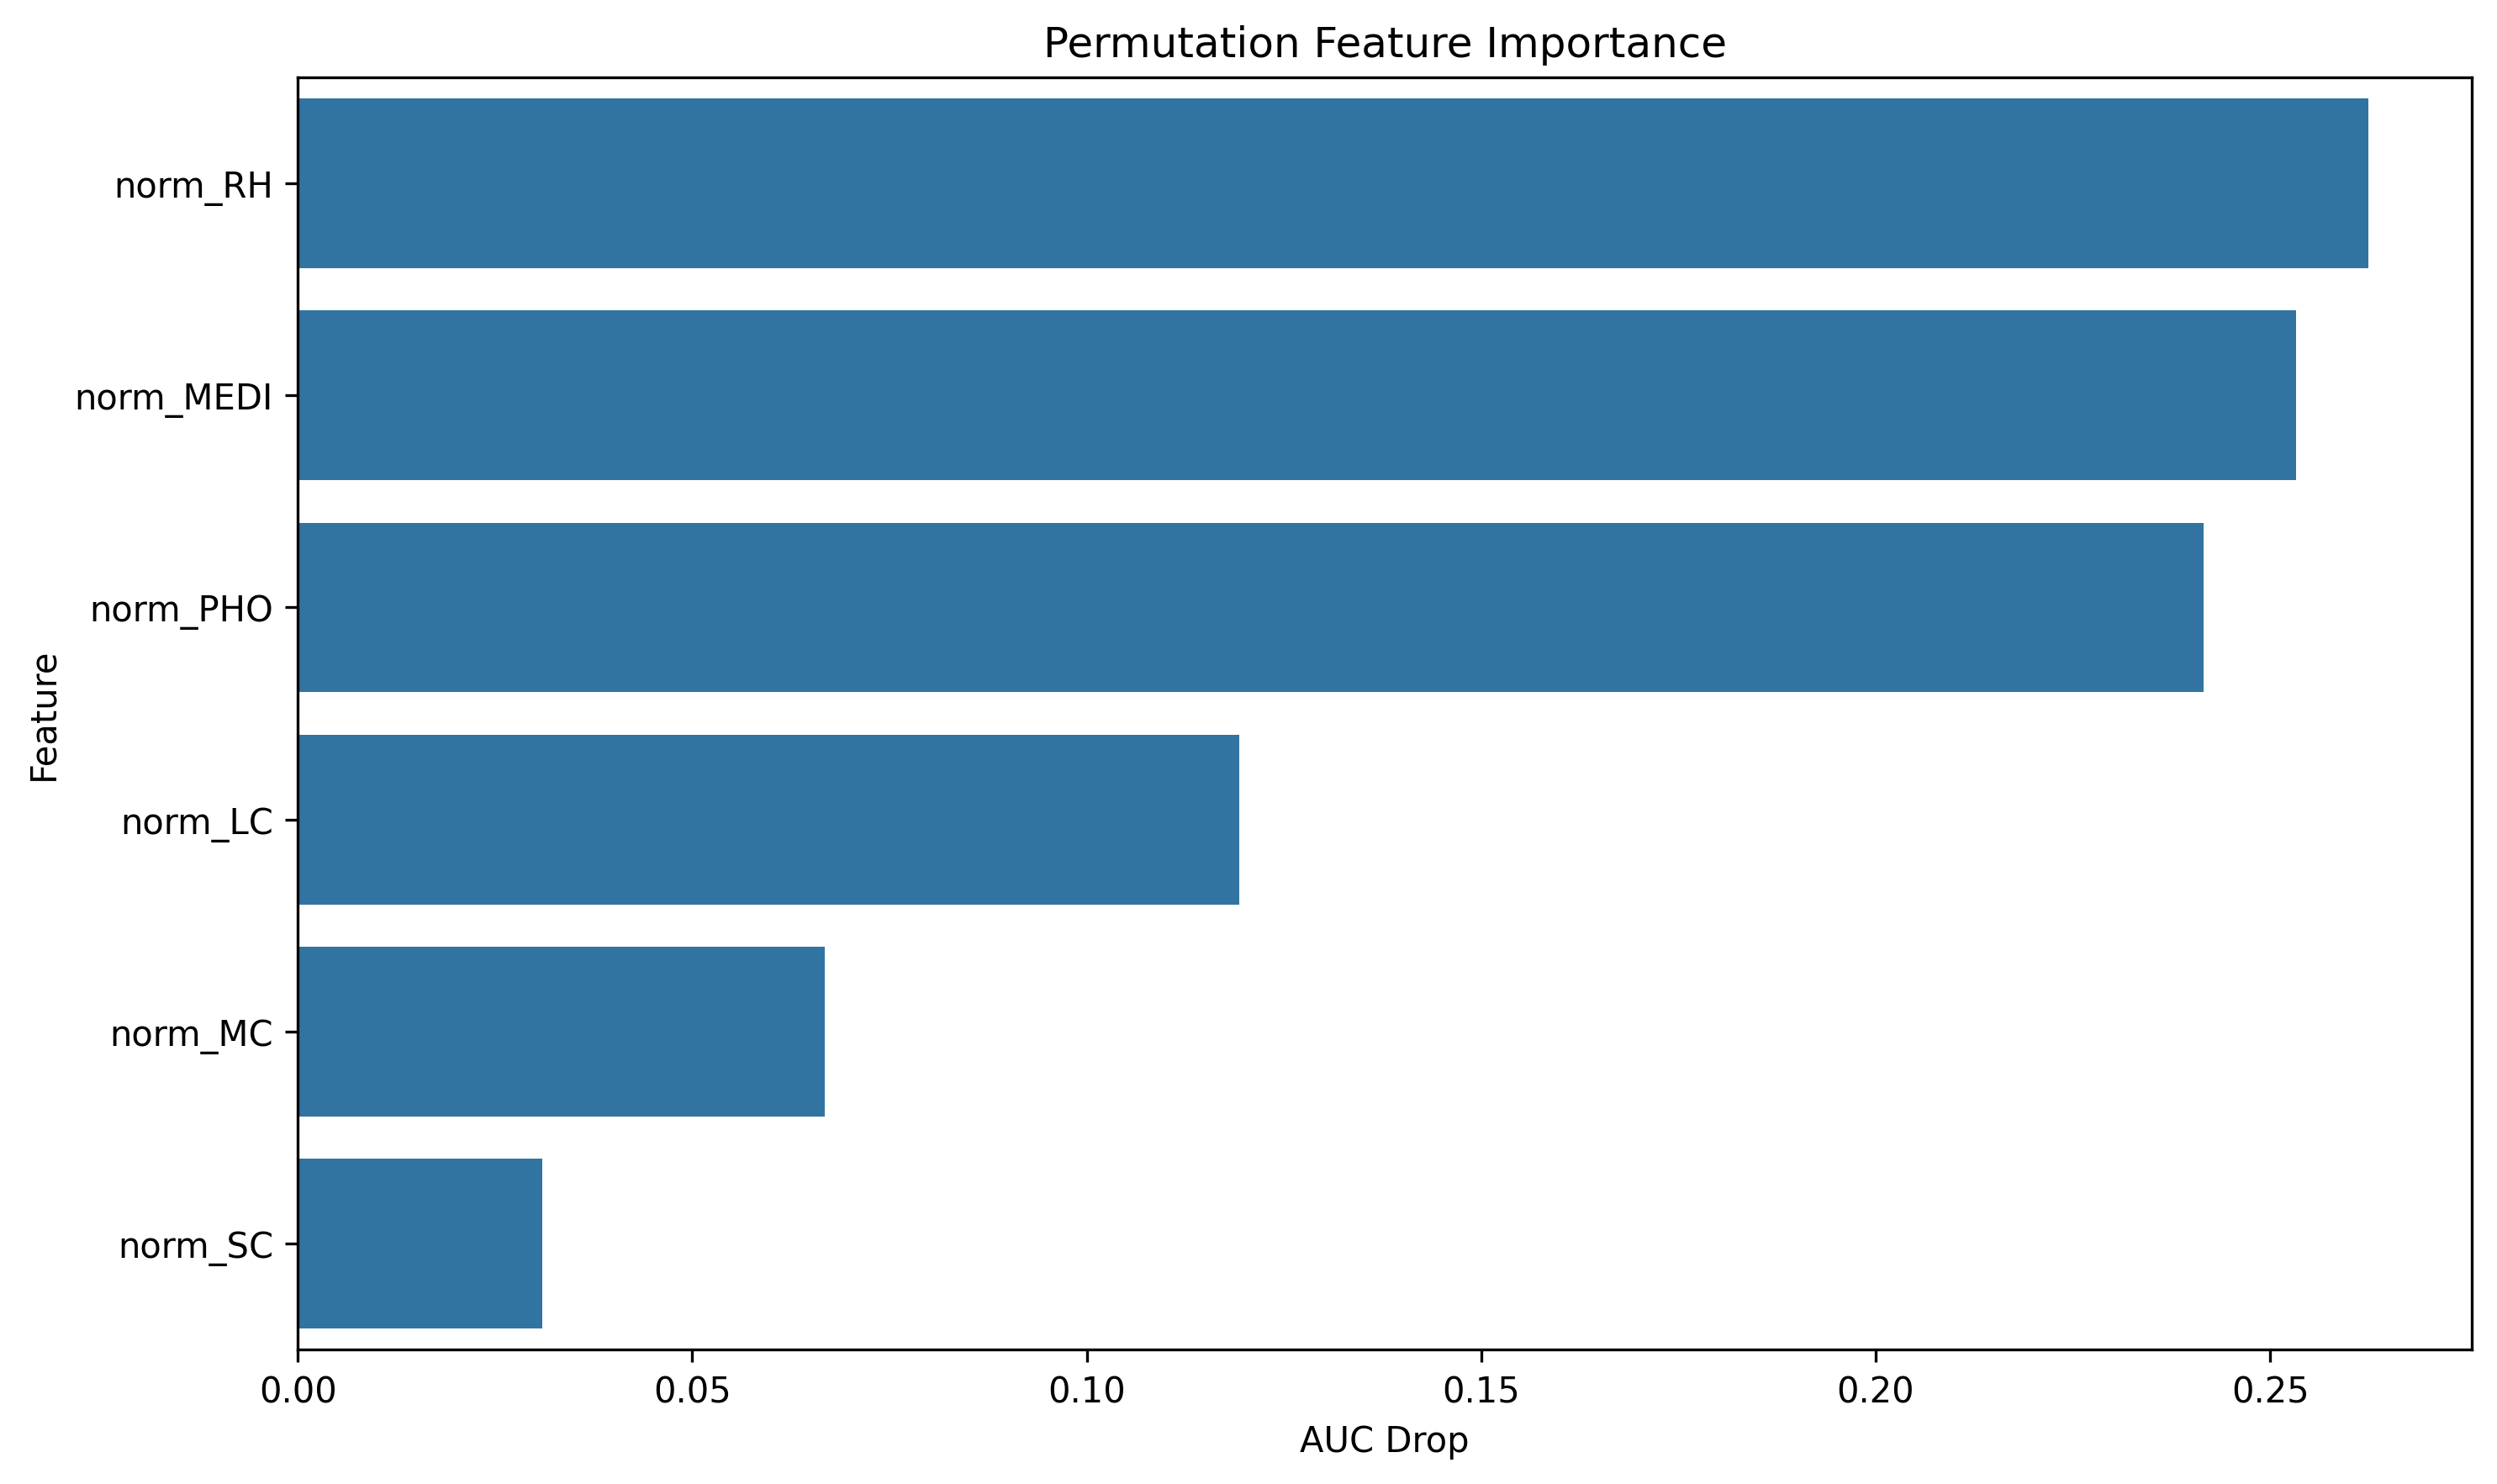 Permutation Feature Importance
Feature
norm_RH
norm_MEDI
norm_PHO
norm_LC
norm_MC
norm_SC
0.00 0.05 0.10 0.15 0.20 0.25
AUC Drop